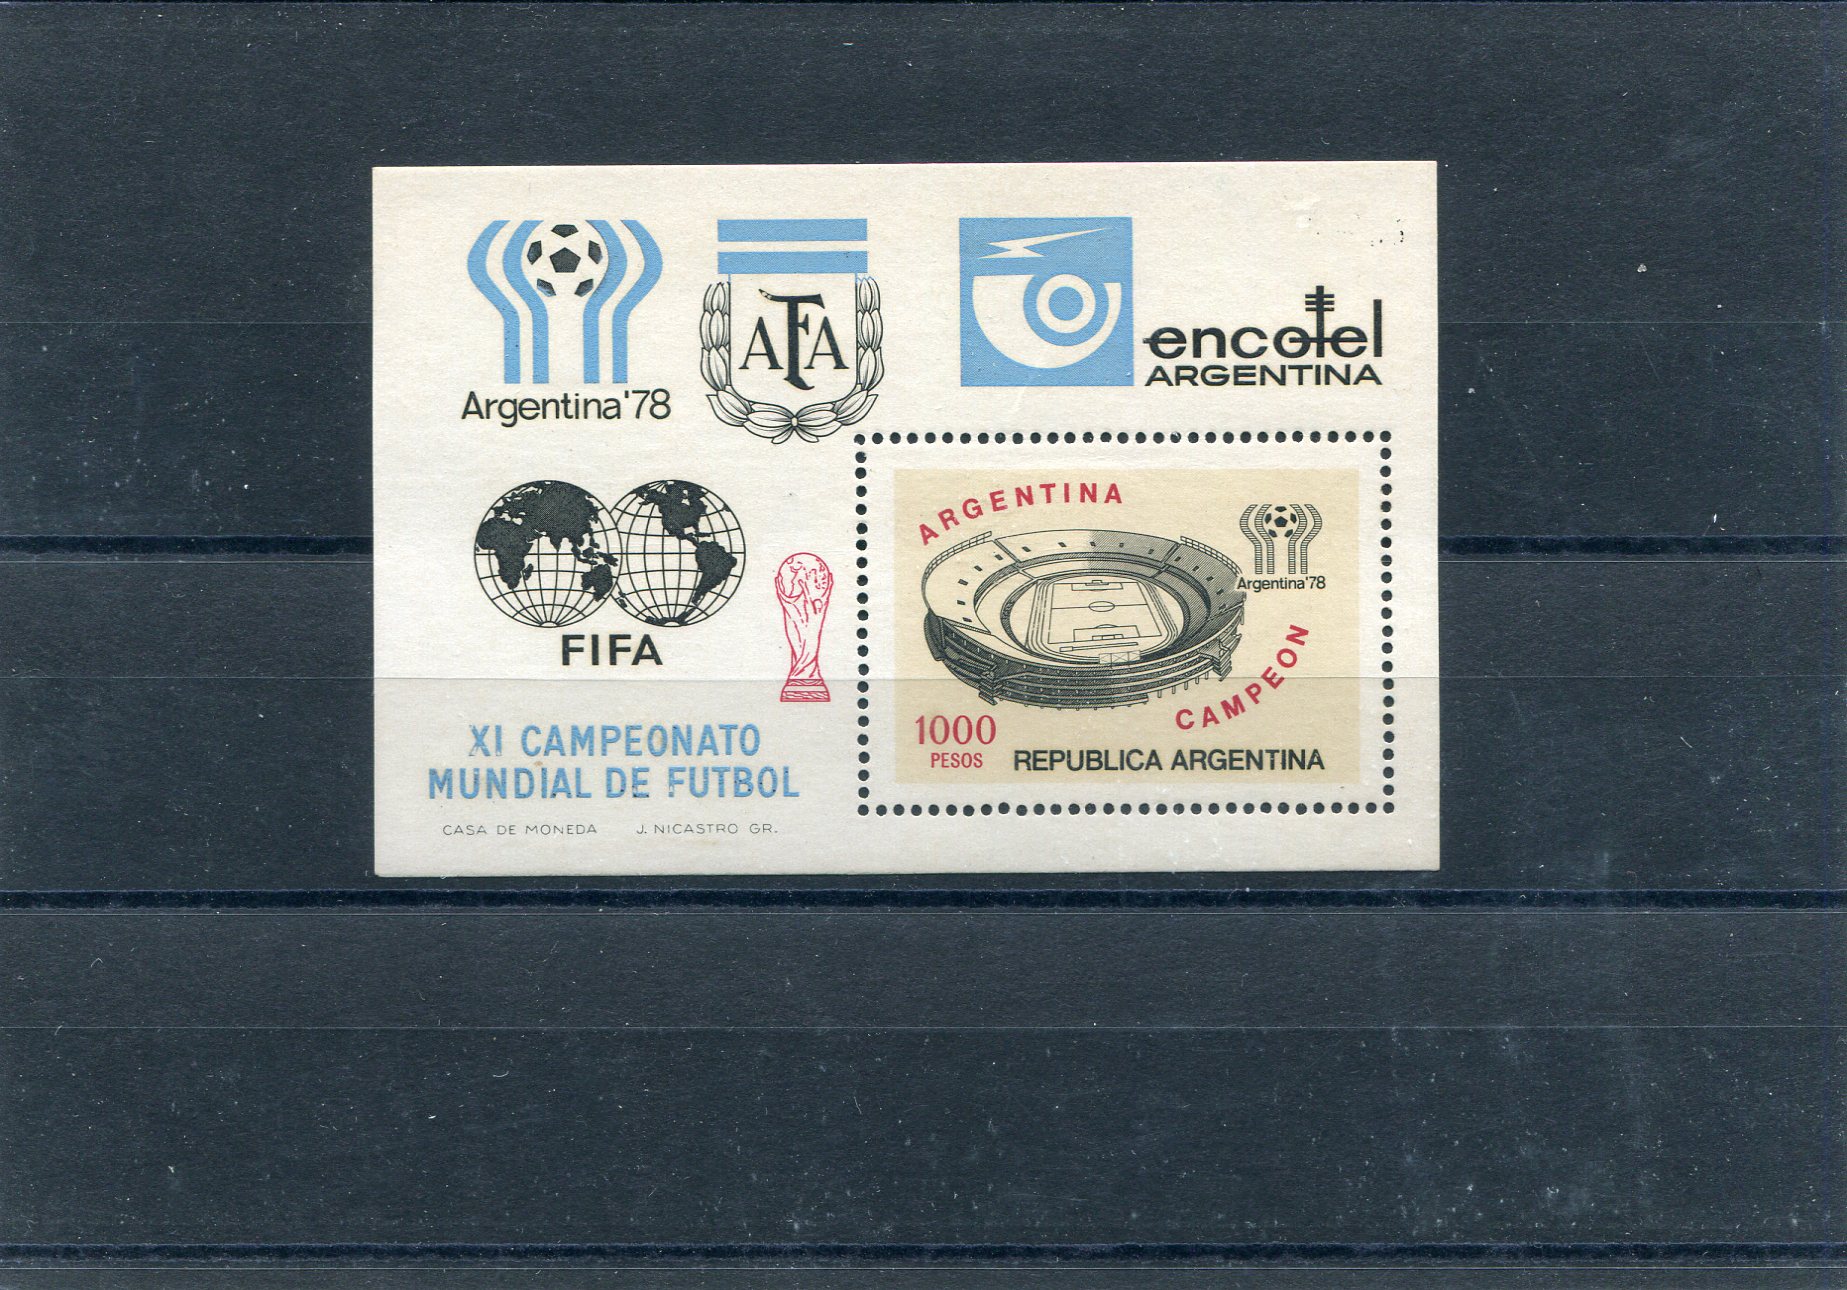 Argentina'78
AFA
encotel
ARGENTINA
FIFA
XI CAMPEONATO
MUNDIAL DE FUTBOL
CASA DE MONEDA J. NICASTRO GR.
ARGENTINA
Argentina'78
CAMPEON
1000
PESOS
REPUBLICA ARGENTINA